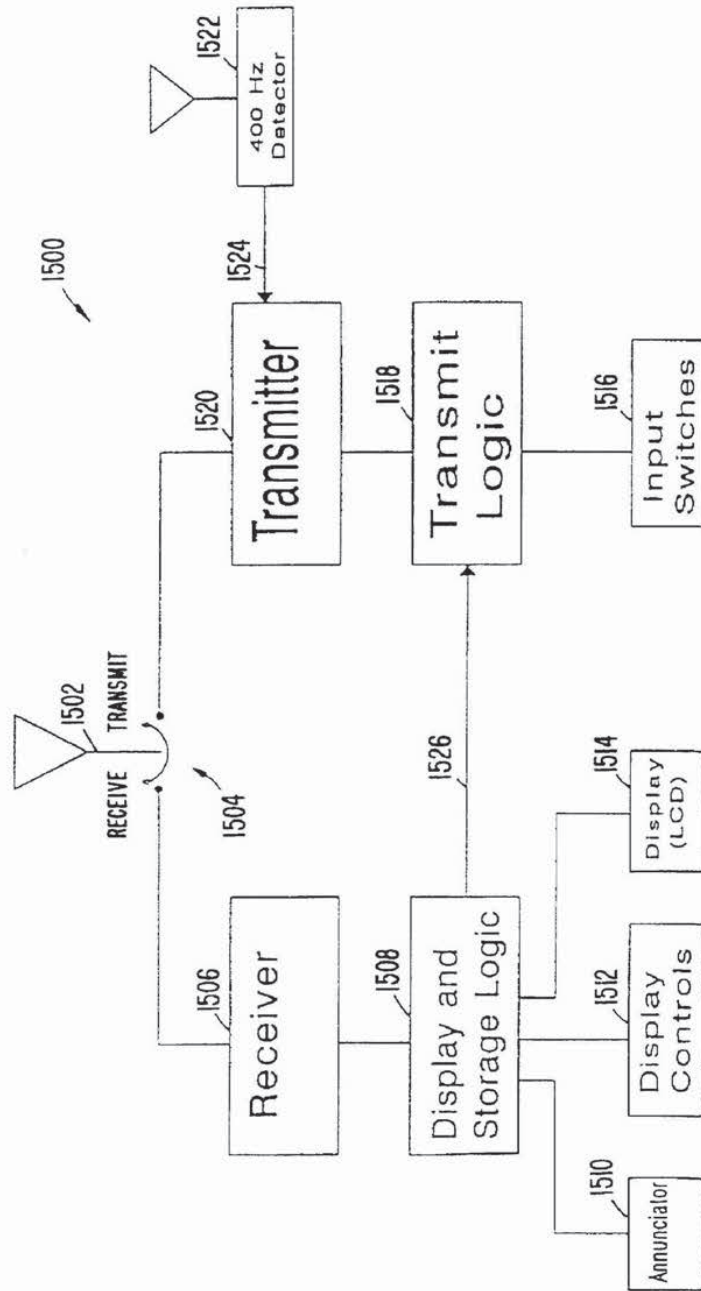 1500
1502
RECEIVE
TRANSMIT
1504
1506
Receiver
1520
Transmitter
1524
1522
400 Hz
Detector
1508
Display and
Storage Logic
1526
1518
Transmit
Logic
1510
Annunciator
1512
Display
Controls
1514
Display
(LCD)
1516
Input
Switches